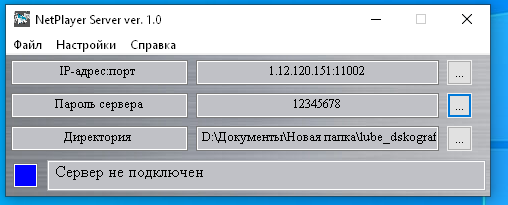 NetPlayer Server ver. 1.0
Файл Настройки Справка
IP-адрес:порт 1.12.120.151:11002 ...
Пароль сервера 12345678 ...
Директория D:\Документы\Новая папка\lube_dskograf ...
Сервер не подключен